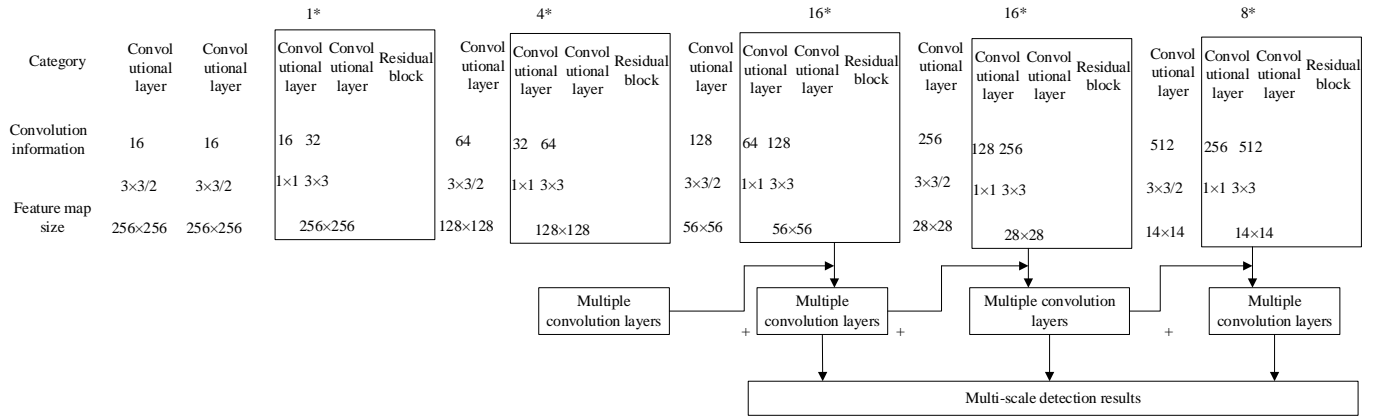 1* 4* 16* 16* 8*
Category
Convol
utional
layer
Convol
utional
layer
Convol
utional
layer
Convol
utional
layer
Residual
block
Convol
utional
layer
Convol
utional
layer
Convol
utional
layer
Residual
block
Convol
utional
layer
Convol
utional
layer
Convol
utional
layer
Residual
block
Convol
utional
layer
Convol
utional
layer
Convol
utional
layer
Residual
block
Convol
utional
layer
Convol
utional
layer
Convol
utional
layer
Residual
block
Convolution
information
16 16 16 32 64 32 64 128 64 128 256 128 256 512 256 512
3×3/2 3×3/2 1×1 3×3 3×3/2 1×1 3×3 3×3/2 1×1 3×3 3×3/2 1×1 3×3 3×3/2 1×1 3×3
Feature map
size
256×256 256×256 256×256 128×128 128×128 56×56 56×56 28×28 28×28 14×14 14×14
Multiple
convolution layers
+
Multiple
convolution layers
+
Multiple convolution
layers
+
Multiple
convolution layers
Multi-scale detection results